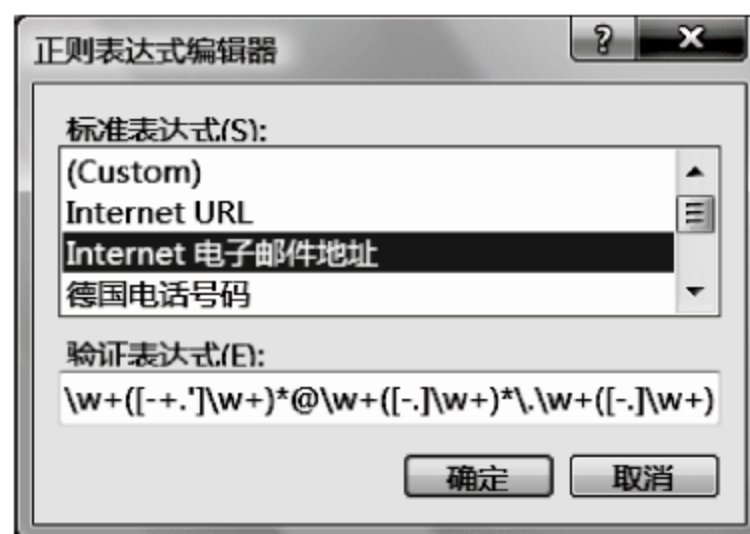 正则表达式编辑器
标准表达式(S):
(Custom)
Internet URL
Internet 电子邮件地址
德国电话号码
验证表达式(E):
\w+([-+.']\w+)*@\w+([-.]\w+)*\.\w+([-.]\w+)
确定 取消